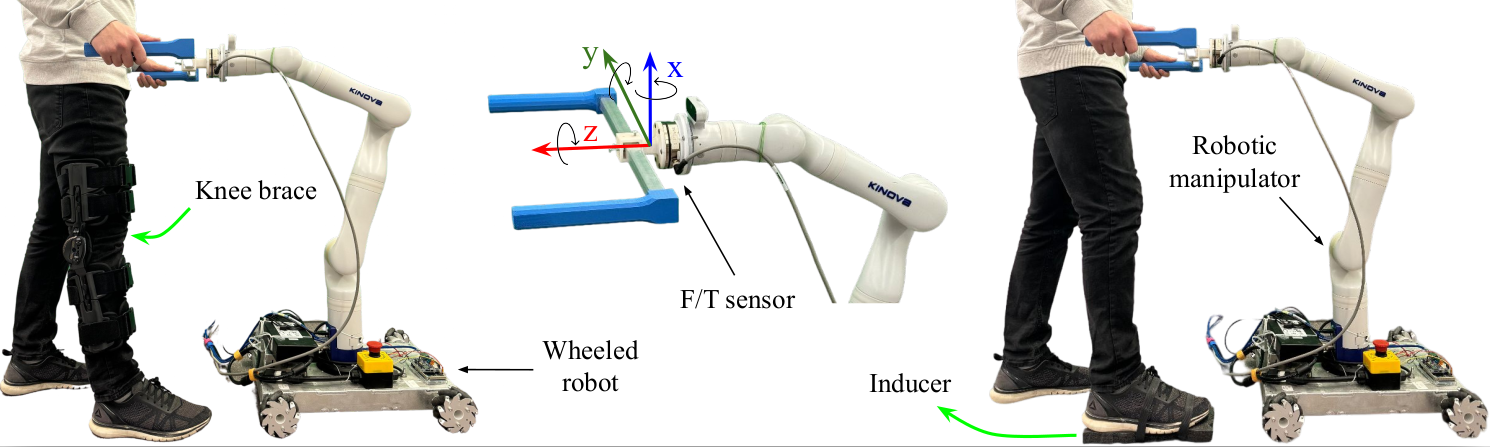 KINOVA
Knee brace
Wheeled
robot
y
x
z
KINOVA
F/T sensor
KINOVA
Robotic
manipulator
Inducer